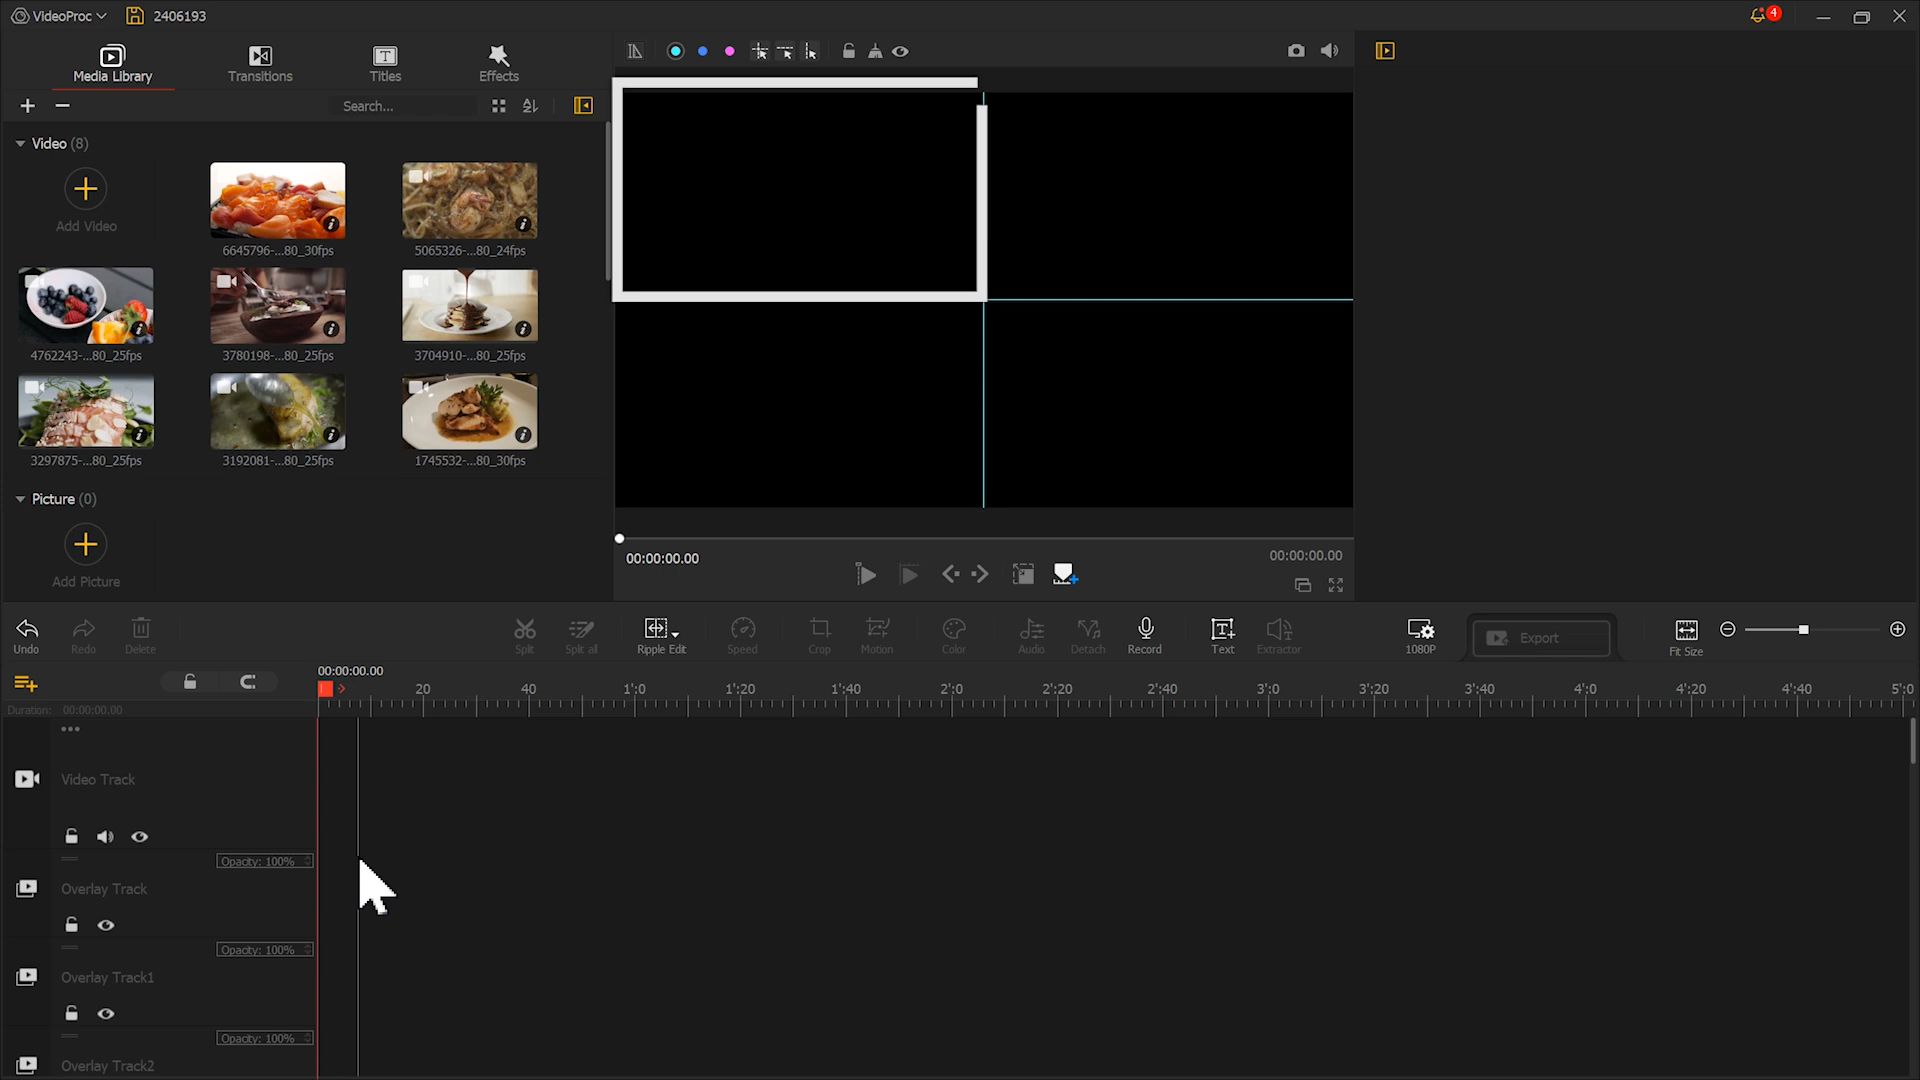 VideoProc
2406193
4
Media Library
Transitions
Titles
Effects
Search...
Video (8)
Add Video
6645796-...80_30fps
5065326-...80_24fps
4762243-...80_25fps
3780198-...80_25fps
3704910-...80_25fps
3297875-...80_25fps
3192081-...80_25fps
1745532-...80_30fps
Picture (0)
Add Picture
00:00:00.00
00:00:00.00
Undo
Redo
Delete
Split
Split all
Ripple Edit
Speed
Crop
Motion
Color
Audio
Detach
Record
Text
Extractor
1080P
Export
Fit Size
00:00:00.00
20
40
1'0
1'20
1'40
2'0
2'20
2'40
3'0
3'20
3'40
4'0
4'20
4'40
5'0
Duration: 00:00:00.00
Video Track
Opacity: 100%
Overlay Track
Opacity: 100%
Overlay Track1
Opacity: 100%
Overlay Track2